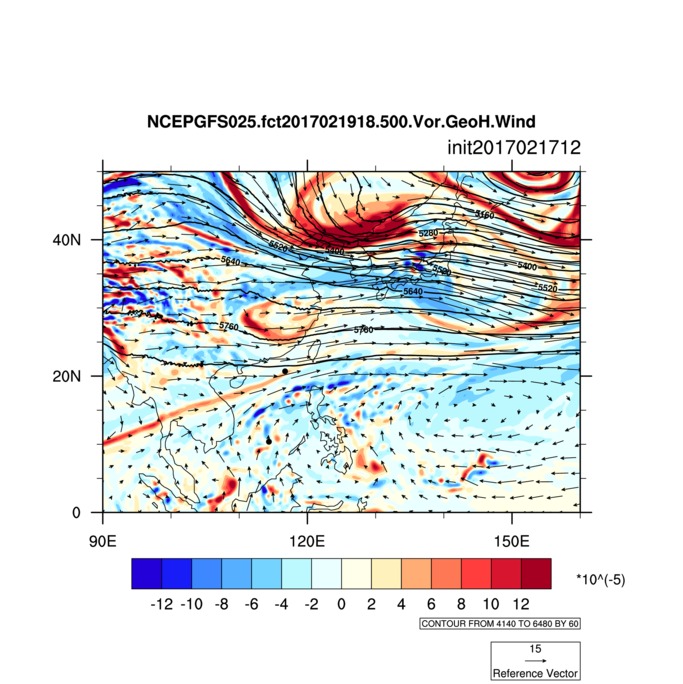 NCEPGFS025.fct2017021918.500.Vor.GeoH.Wind
init2017021712
5160
5280
5520
5400
40N
5640
5400
5520
5640
5760
5760
20N
0
90E 120E 150E
-12 -10 -8 -6 -4 -2 0 2 4 6 8 10 12
*10^(-5)
CONTOUR FROM 4140 TO 6480 BY 60
15
Reference Vector